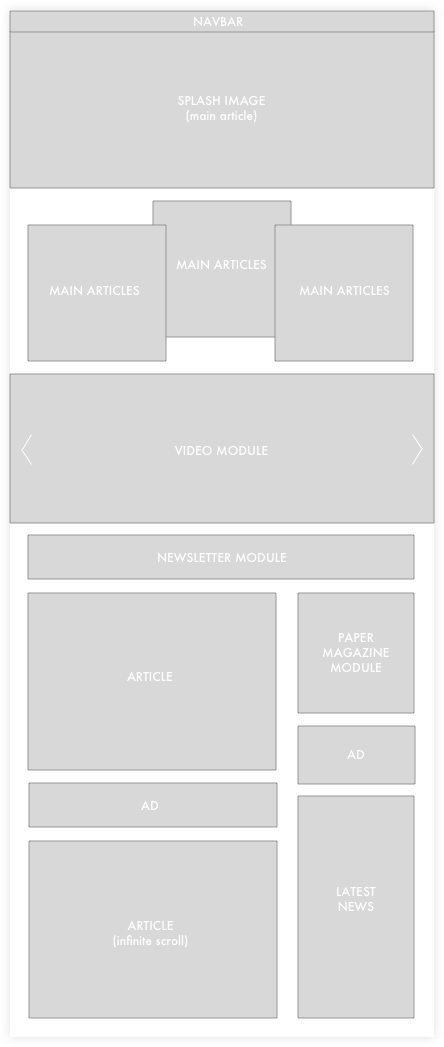 NAVBAR
SPLASH IMAGE
(main article)
MAIN ARTICLES
MAIN ARTICLES
MAIN ARTICLES
VIDEO MODULE
NEWSLETTER MODULE
ARTICLE
PAPER
MAGAZINE
MODULE
AD
AD
ARTICLE
(infinite scroll)
LATEST
NEWS